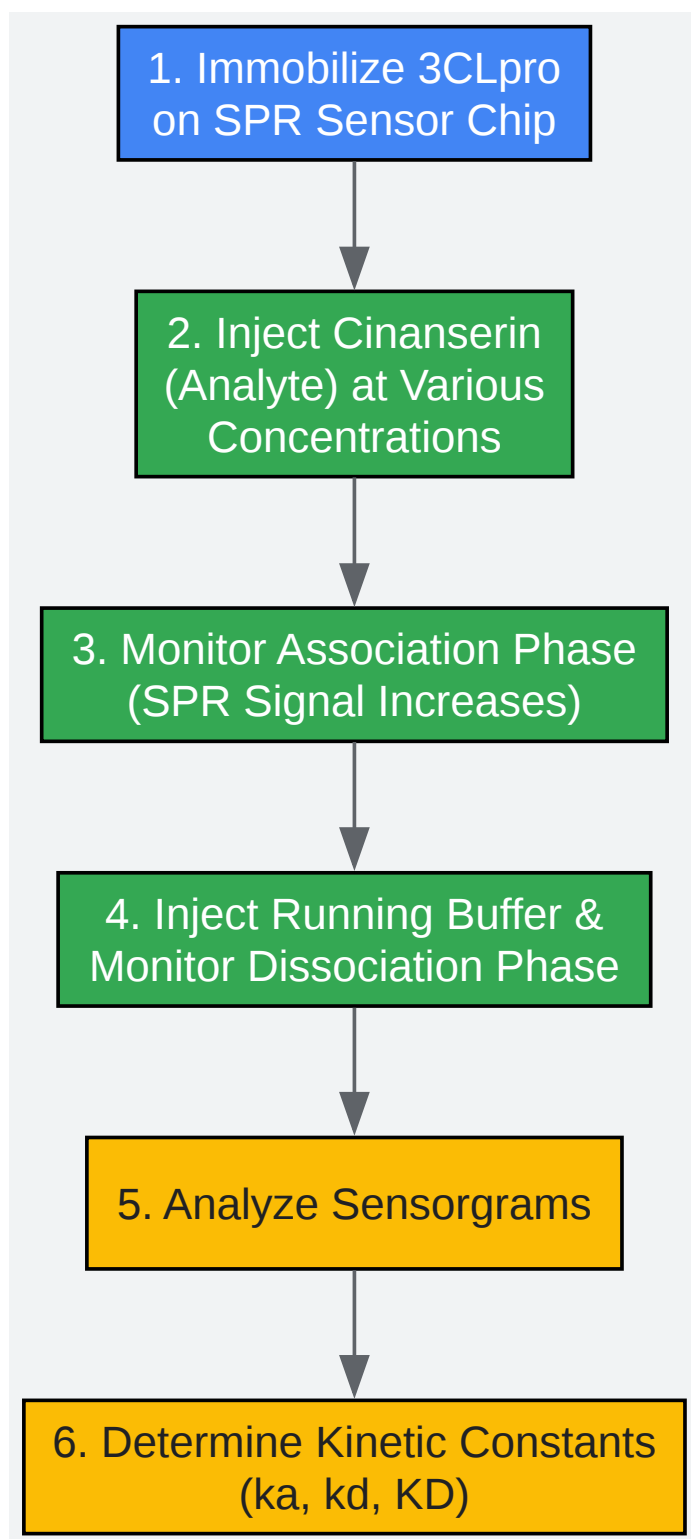 1. Immobilize 3CLpro
on SPR Sensor Chip
2. Inject Cinanserin
(Analyte) at Various
Concentrations
3. Monitor Association Phase
(SPR Signal Increases)
4. Inject Running Buffer &
Monitor Dissociation Phase
5. Analyze Sensorgrams
6. Determine Kinetic Constants
(ka, kd, KD)